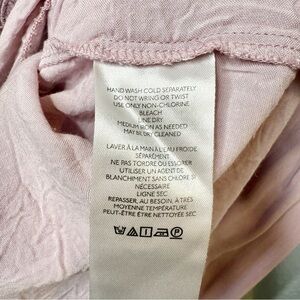 HAND WASH COLD SEPARATELY
DO NOT WRING OR TWIST
USE ONLY NON-CHLORINE
BLEACH
LINE DRY
MEDIUM IRON AS NEEDED
MAY BE DRY CLEANED
LAVER À LA MAIN À L'EAU FROIDE
SÉPARÉMENT
NE PAS TORDRE OU ESSORER
UTILISER UN AGENT DE
BLANCHIMENT SANS CHLORE SI
NÉCESSAIRE
LIGNE SEC
REPASSER, AU BESOIN, À TRÈS
MOYENNE TEMPÉRATURE
PEUT-ÊTRE ÊTRE NETTOYÉE SEC